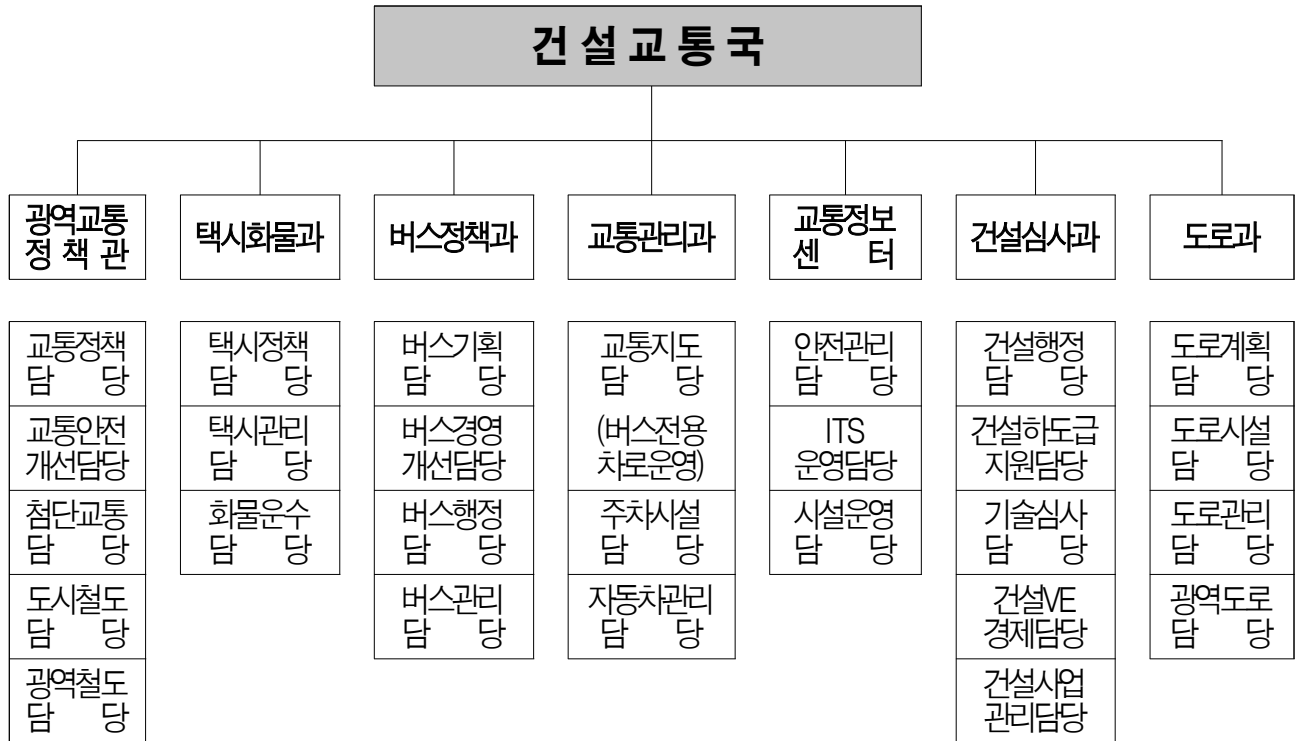 건 설 교 통 국
광역교통
정 책 관
택시화물과
버스정책과
교통관리과
교통정보
센 터
건설심사과
도로과
교통정책
담 당
교통안전
개선담당
첨단교통
담 당
도시철도
담 당
광역철도
담 당
택시정책
담 당
택시관리
담 당
화물운수
담 당
버스기획
담 당
버스경영
개선담당
버스행정
담 당
버스관리
담 당
교통지도
담 당
(버스전용
차로운영)
주차시설
담 당
자동차관리
담 당
안전관리
담 당
ITS
운영담당
시설운영
담 당
건설행정
담 당
건설하도급
지원담당
기술심사
담 당
건설VE
경제담당
건설사업
관리담당
도로계획
담 당
도로시설
담 당
도로관리
담 당
광역도로
담 당